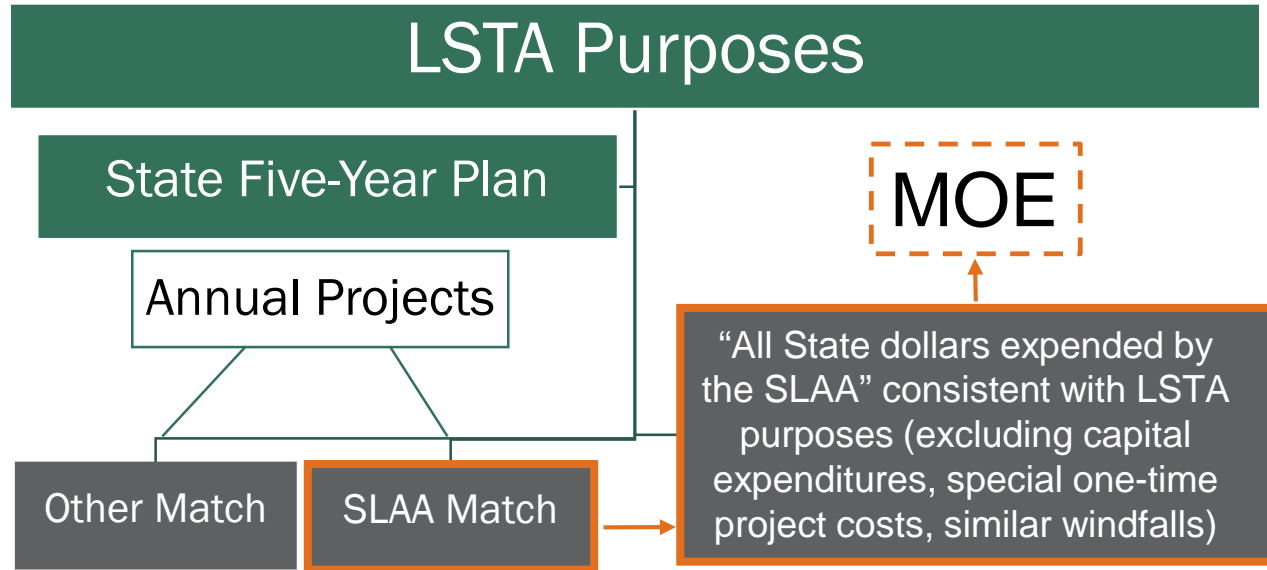 LSTA Purposes
State Five-Year Plan
MOE
Annual Projects
“All State dollars expended by
the SLAA” consistent with LSTA
purposes (excluding capital
expenditures, special one-time
project costs, similar windfalls)
Other Match
SLAA Match